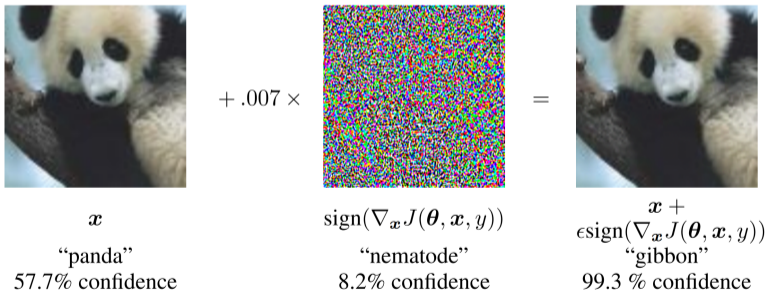 + .007 ×
=
x
sign(∇ₓJ(θ, x, y))
x +
ϵsign(∇ₓJ(θ, x, y))
“panda”
“nematode”
“gibbon”
57.7% confidence
8.2% confidence
99.3 % confidence